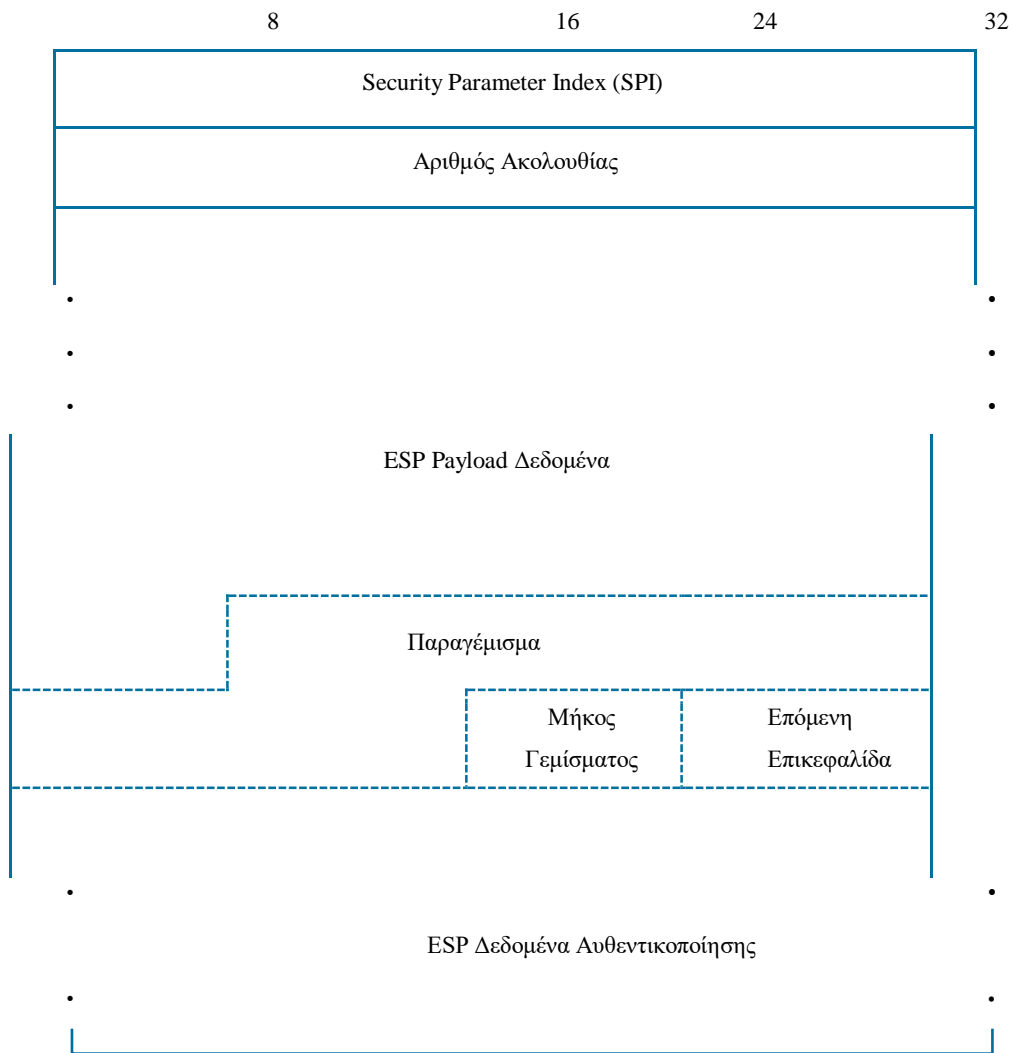 8 16 24 32
Security Parameter Index (SPI)
Αριθμός Ακολουθίας
ESP Payload Δεδομένα
Παραγέμισμα
Μήκος Επόμενη
Γεμίσματος Επικεφαλίδα
ESP Δεδομένα Αυθεντικοποίησης